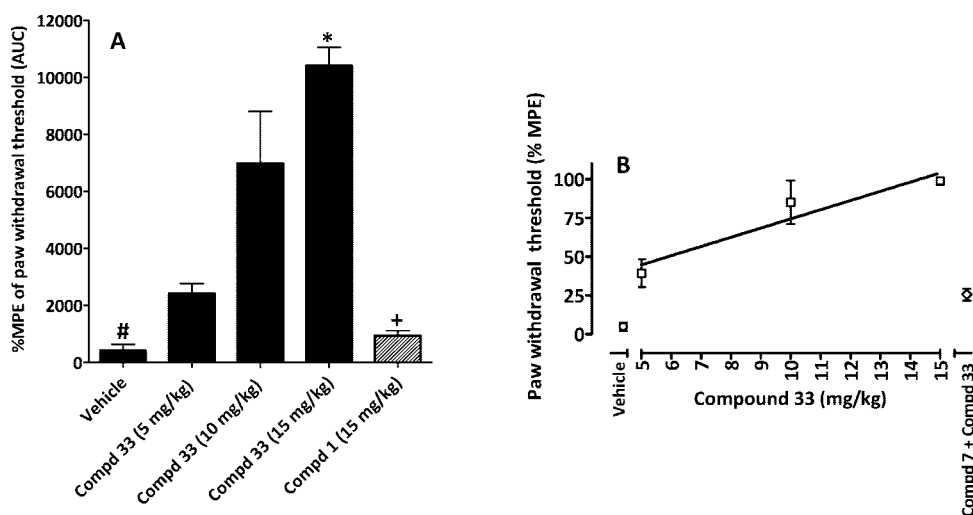 A
%MPE of paw withdrawal threshold (AUC)
12000
10000
8000
6000
4000
2000
0
#
*
+
Vehicle
Compd 33 (5 mg/kg)
Compd 33 (10 mg/kg)
Compd 33 (15 mg/kg)
Compd 1 (15 mg/kg)
B
Paw withdrawal threshold (% MPE)
100
75
50
25
0
Vehicle
5
6
7
8
9
10
11
12
13
14
15
Compd 7 + Compd 33
Compound 33 (mg/kg)